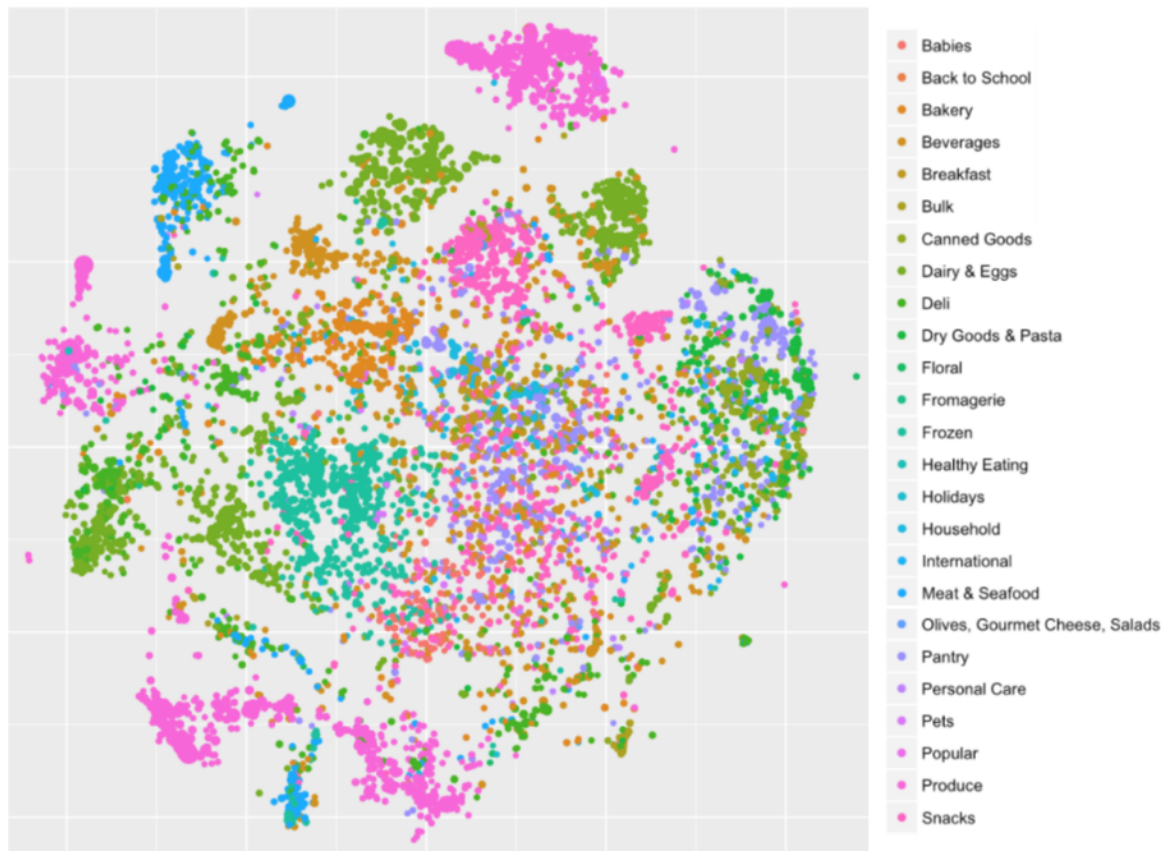 Babies
Back to School
Bakery
Beverages
Breakfast
Bulk
Canned Goods
Dairy & Eggs
Deli
Dry Goods & Pasta
Floral
Fromagerie
Frozen
Healthy Eating
Holidays
Household
International
Meat & Seafood
Olives, Gourmet Cheese, Salads
Pantry
Personal Care
Pets
Popular
Produce
Snacks